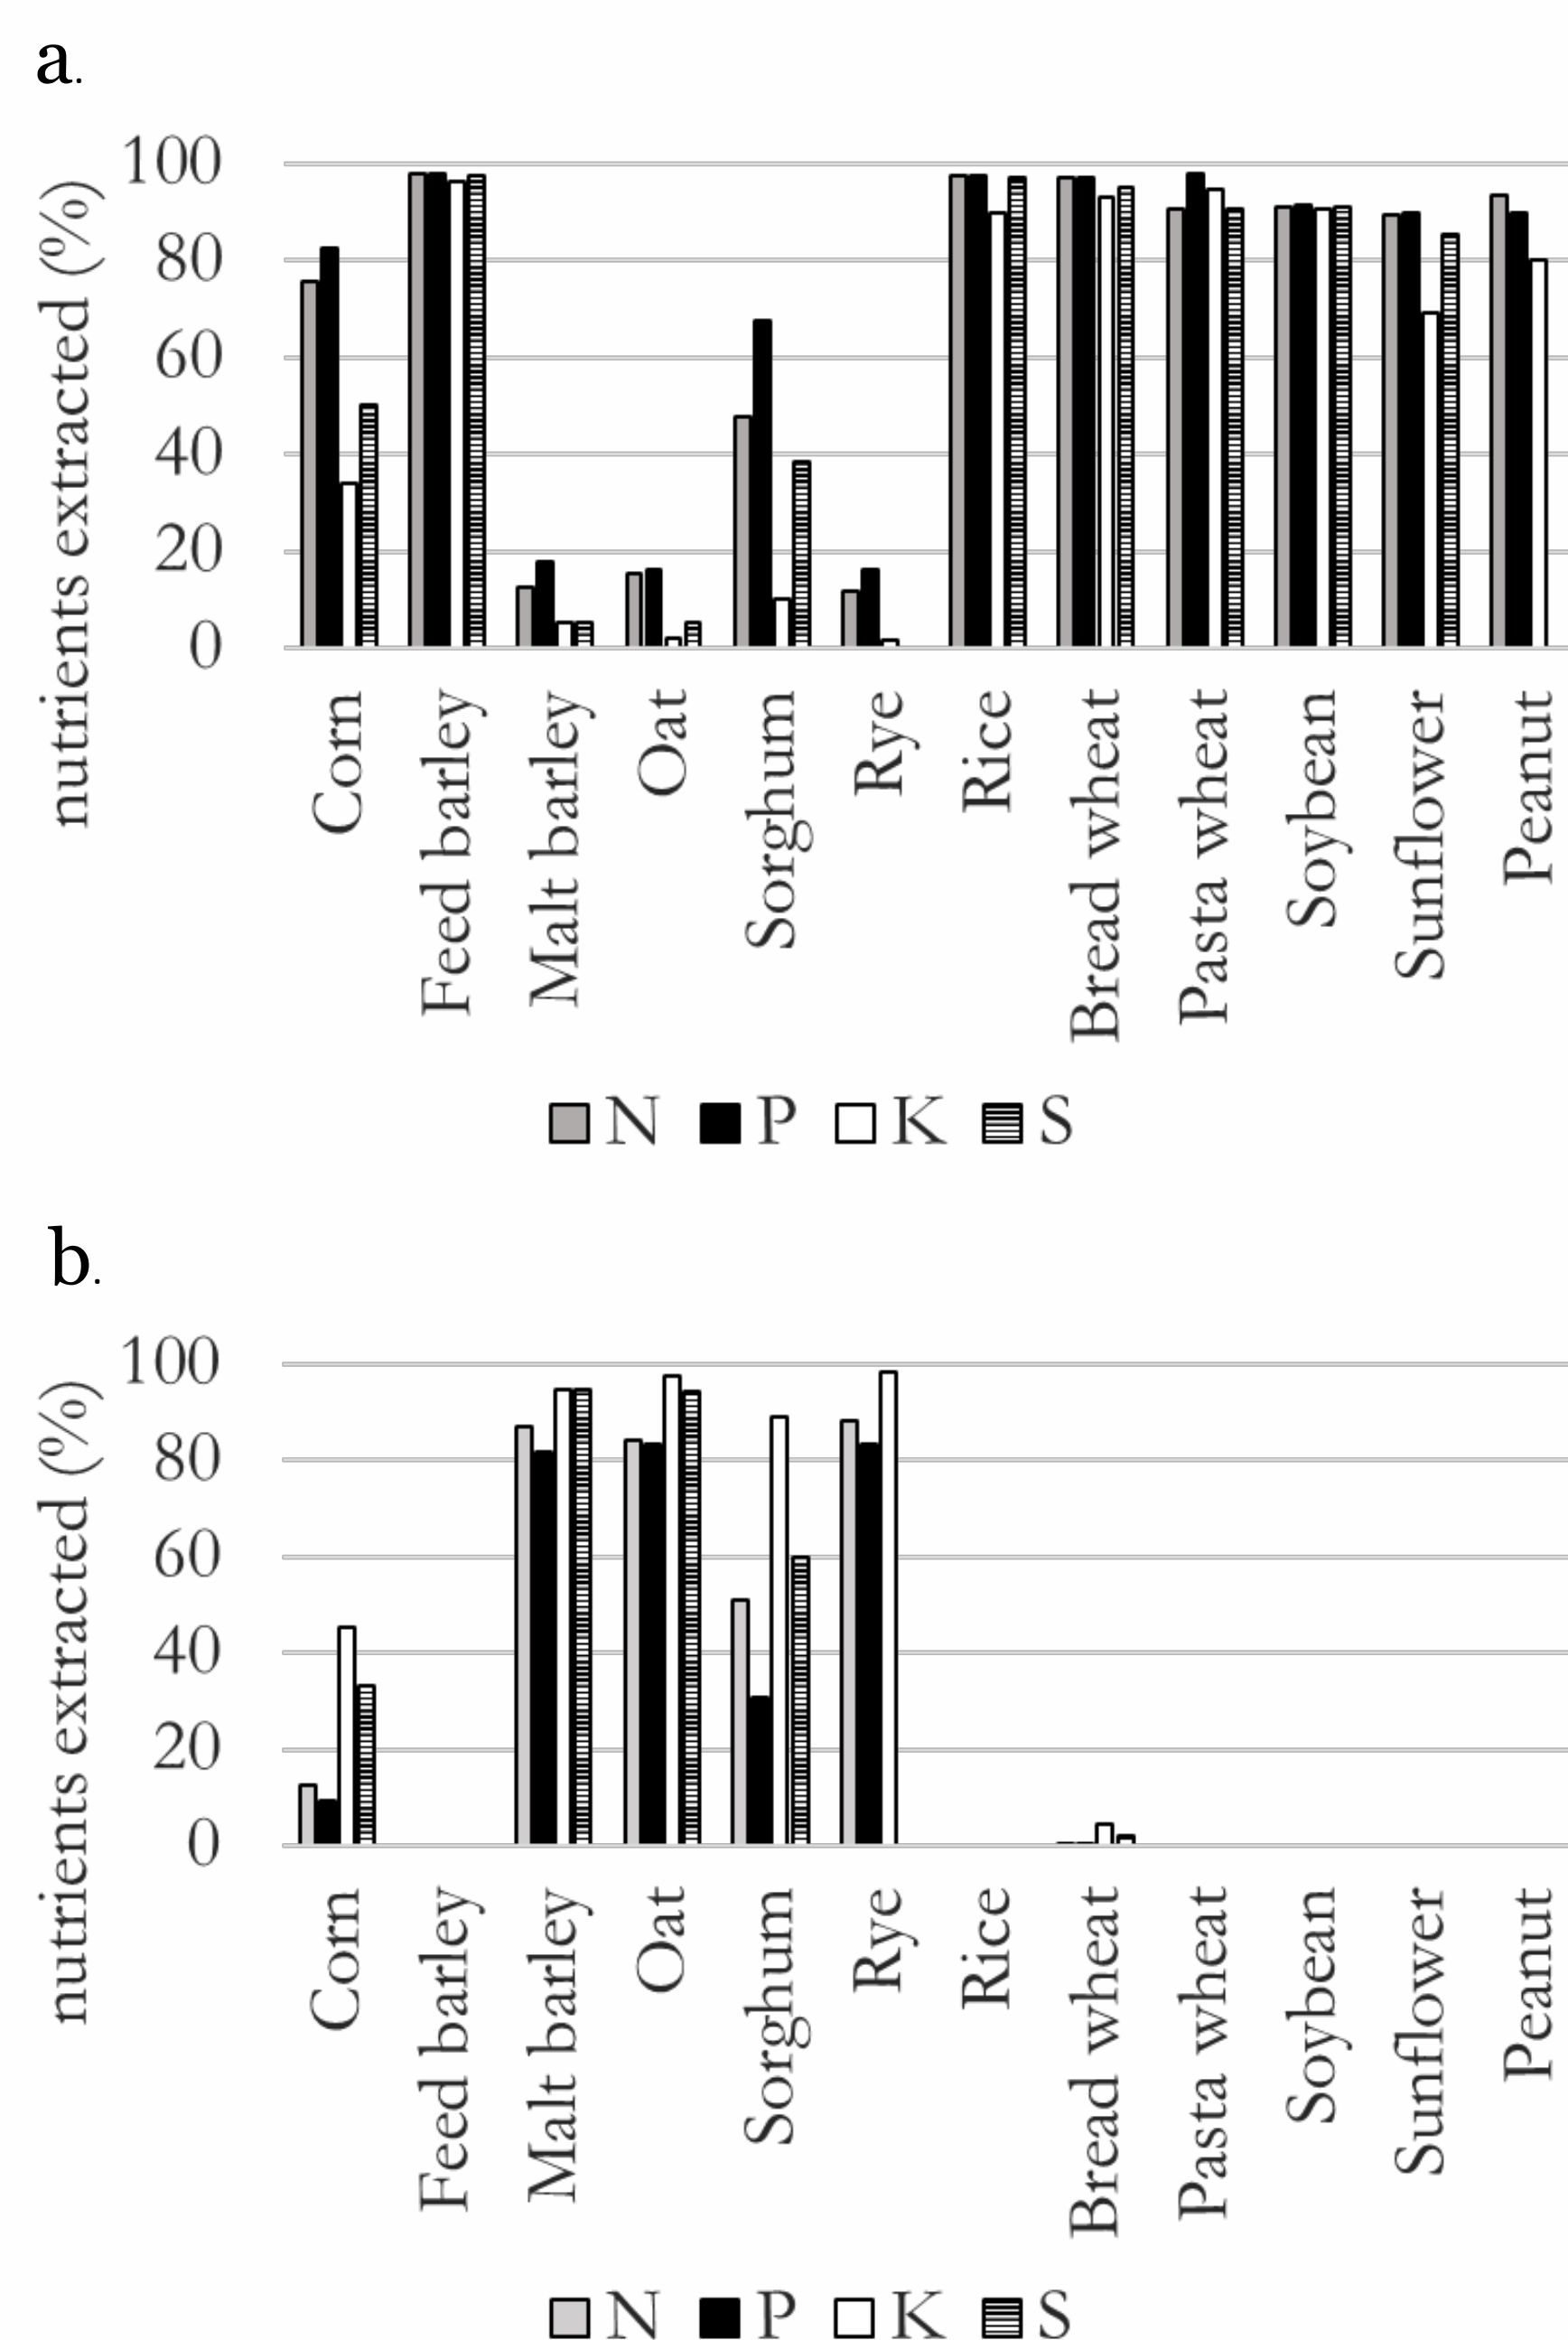 a.
nutrients extracted (%)
100
80
60
40
20
0
Corn
Feed barley
Malt barley
Oat
Sorghum
Rye
Rice
Bread wheat
Pasta wheat
Soybean
Sunflower
Peanut
N P K S
b.
nutrients extracted (%)
100
80
60
40
20
0
Corn
Feed barley
Malt barley
Oat
Sorghum
Rye
Rice
Bread wheat
Pasta wheat
Soybean
Sunflower
Peanut
N P K S